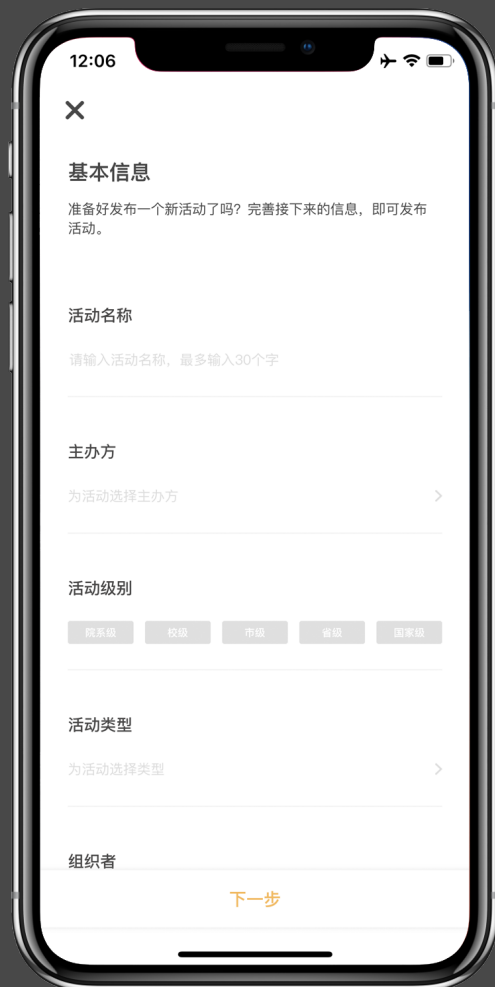 12:06
基本信息
准备好发布一个新活动了吗？完善接下来的信息，即可发布
活动。
活动名称
请输入活动名称，最多输入30个字
主办方
为活动选择主办方
活动级别
院系级 校级 市级 省级 国家级
活动类型
为活动选择类型
组织者
下一步